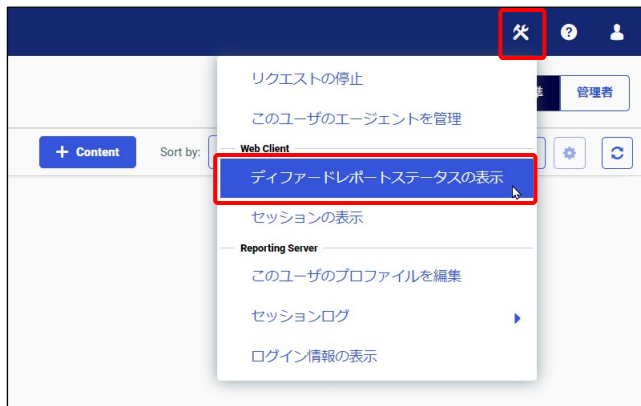 リクエストの停止
管理者
このユーザのエージェントを管理
+ Content
Sort by:
Web Client
ディファードレポートステータスの表示
セッションの表示
Reporting Server
このユーザのプロファイルを編集
セッションログ
ログイン情報の表示